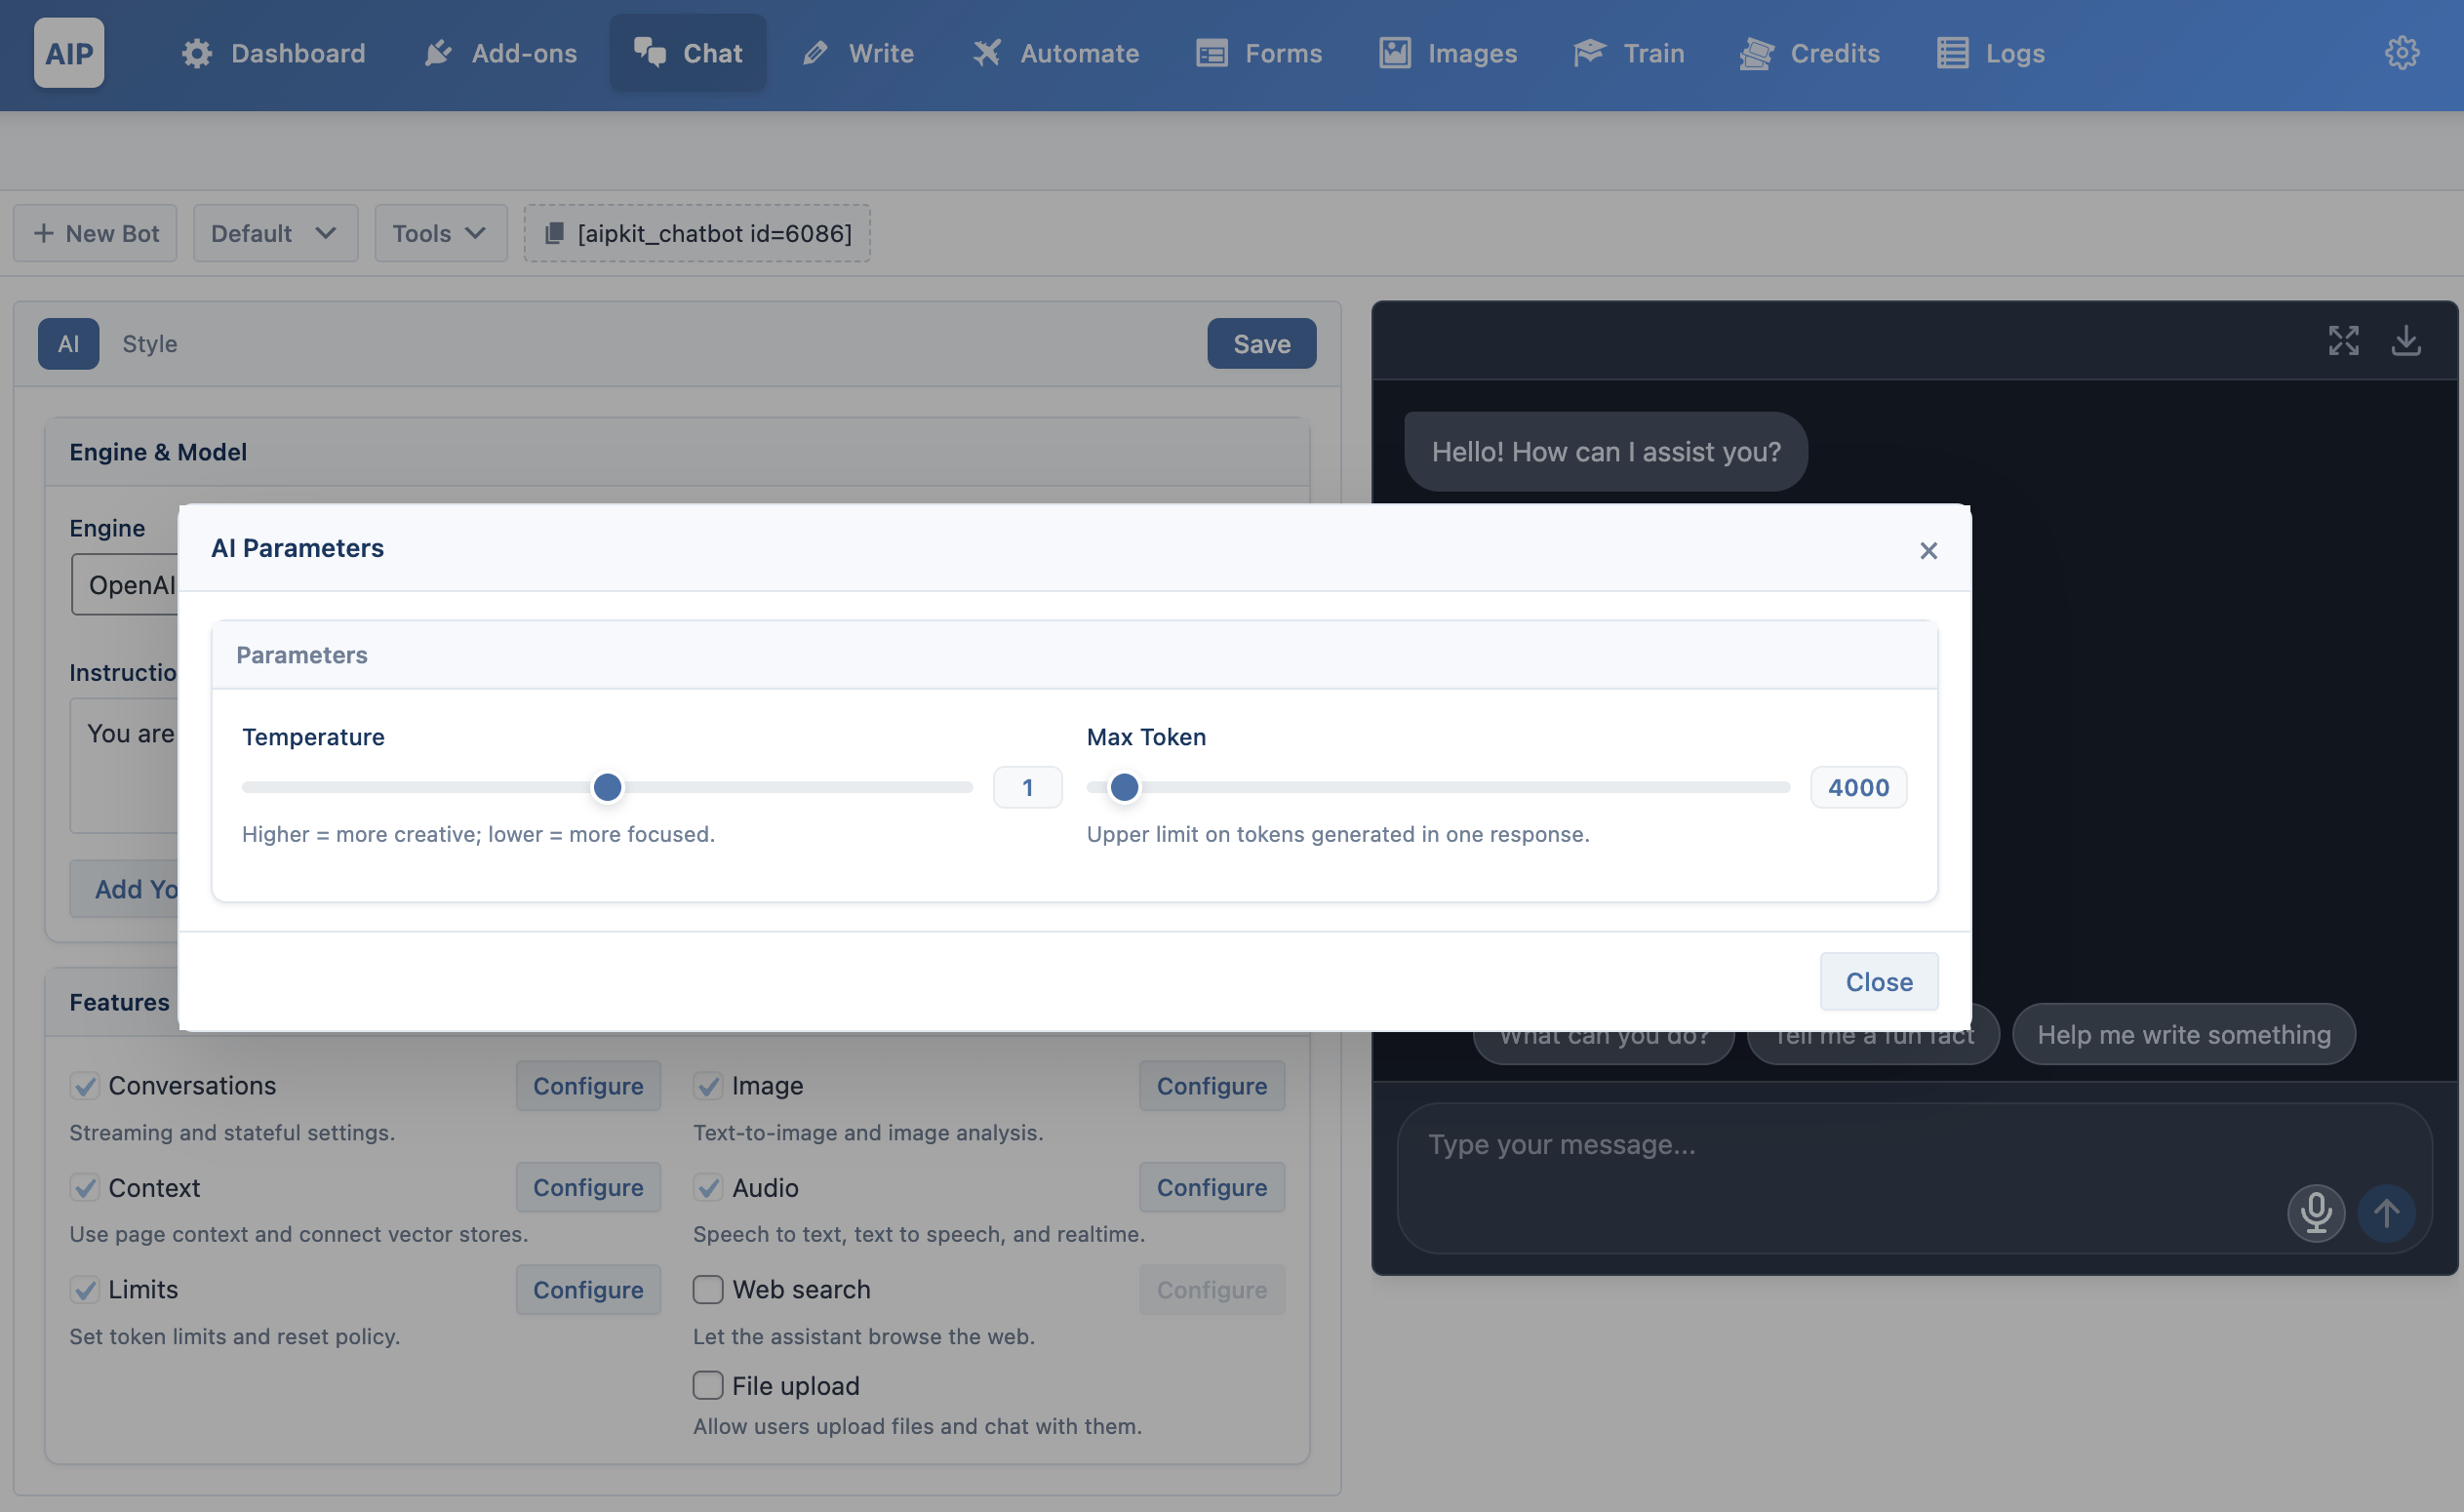 AIP
Dashboard
Add-ons
Chat
Write
Automate
Forms
Images
Train
Credits
Logs
New Bot
Default
Tools
[aipkit_chatbot id=6086]
AI
Style
Save
Engine & Model
Engine
OpenAI
Instructio
You are
Add Yo
AI Parameters
Parameters
Temperature
1
Higher = more creative; lower = more focused.
Max Token
4000
Upper limit on tokens generated in one response.
Close
Features
Conversations
Configure
Streaming and stateful settings.
Image
Configure
Text-to-image and image analysis.
Context
Configure
Use page context and connect vector stores.
Audio
Configure
Speech to text, text to speech, and realtime.
Limits
Configure
Set token limits and reset policy.
Web search
Configure
Let the assistant browse the web.
File upload
Allow users upload files and chat with them.
Hello! How can I assist you?
What can you do?
Tell me a fun fact
Help me write something
Type your message...